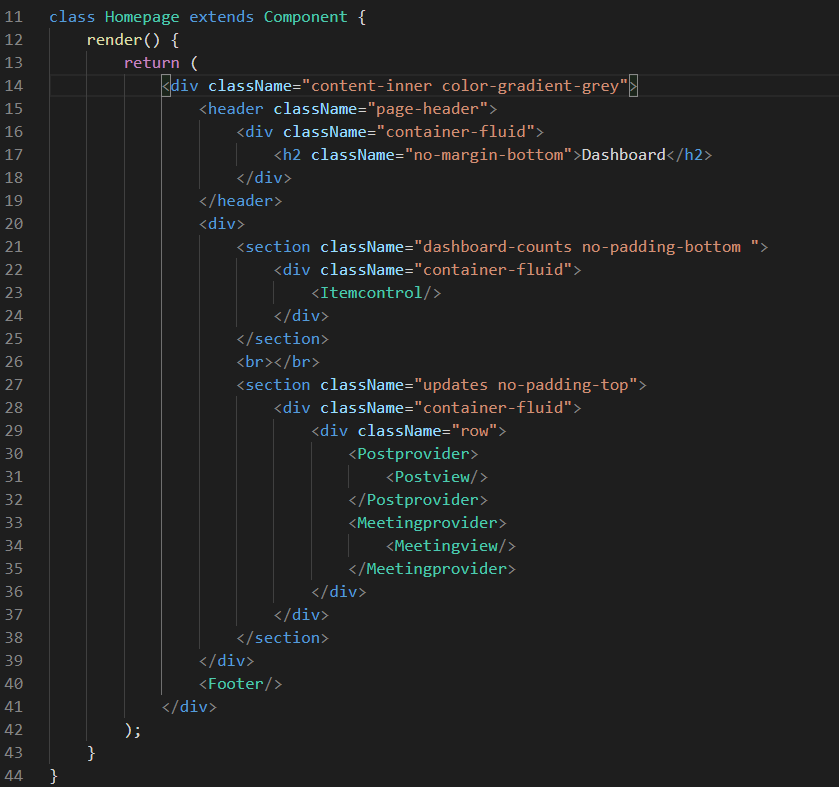 11 class Homepage extends Component {
12     render() {
13         return (
14             <div className="content-inner color-gradient-grey">
15                 <header className="page-header">
16                     <div className="container-fluid">
17                         <h2 className="no-margin-bottom">Dashboard</h2>
18                     </div>
19                 </header>
20                 <div>
21                     <section className="dashboard-counts no-padding-bottom ">
22                         <div className="container-fluid">
23                             <Itemcontrol/>
24                         </div>
25                     </section>
26                     <br></br>
27                     <section className="updates no-padding-top">
28                         <div className="container-fluid">
29                             <div className="row">
30                                 <Postprovider>
31                                     <Postview/>
32                                 </Postprovider>
33                                 <Meetingprovider>
34                                     <Meetingview/>
35                                 </Meetingprovider>
36                             </div>
37                         </div>
38                     </section>
39                 </div>
40                 <Footer/>
41             </div>
42         );
43     }
44 }